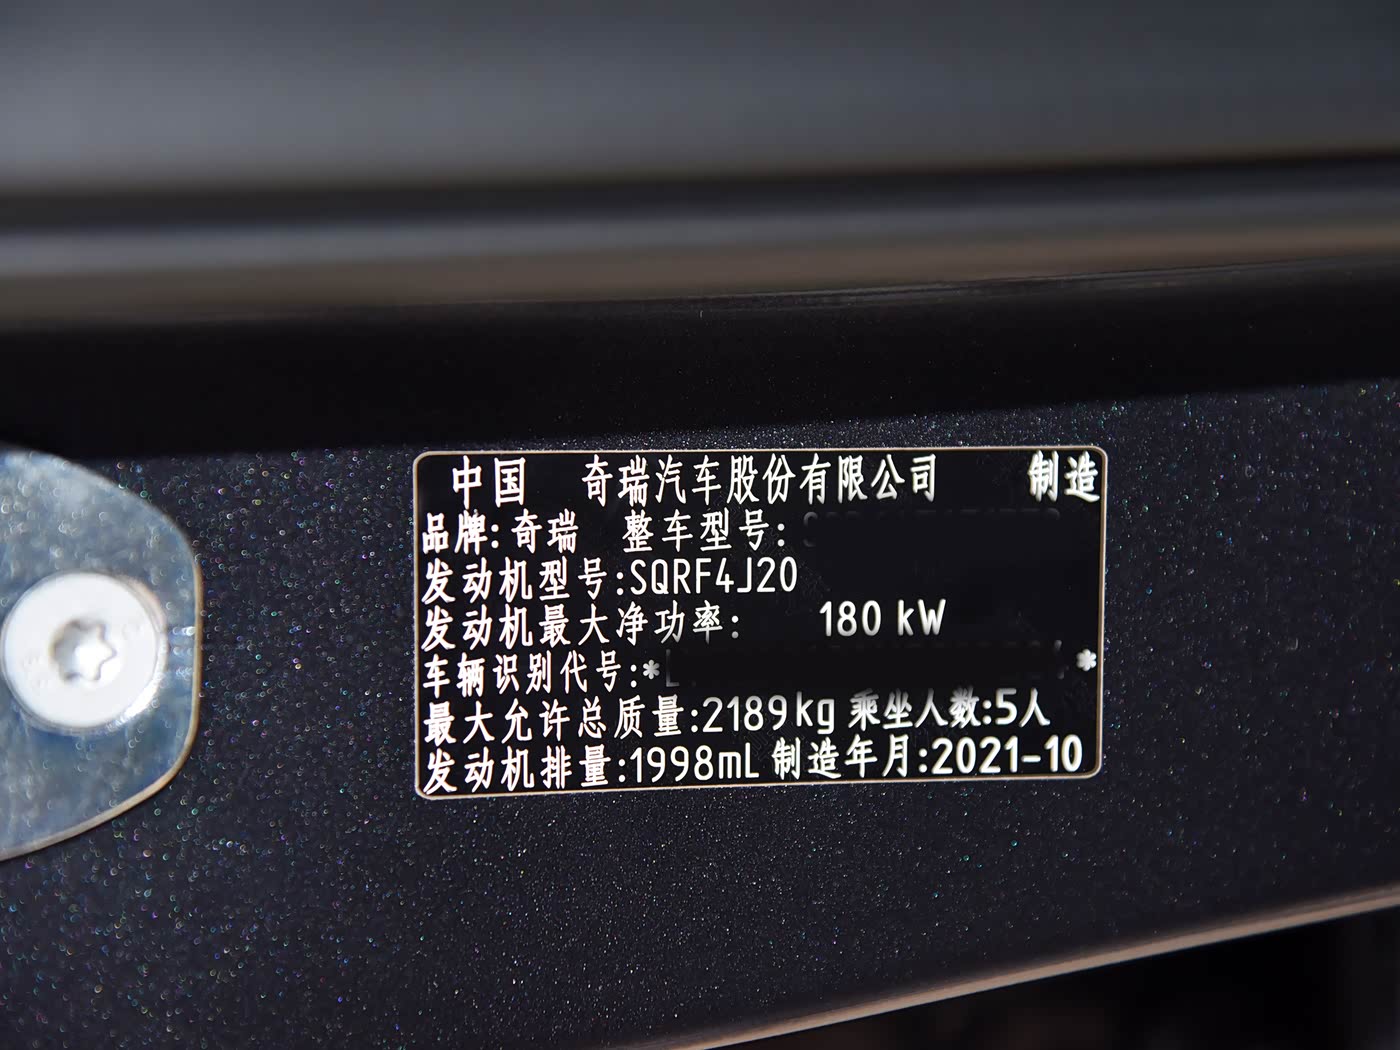 中国 奇瑞汽车股份有限公司 制造
品牌:奇瑞 整车型号:
发动机型号:SQRF4J20
发动机最大净功率: 180 kW
车辆识别代号:* *
最大允许总质量:2189kg 乘坐人数:5人
发动机排量:1998mL 制造年月:2021-10